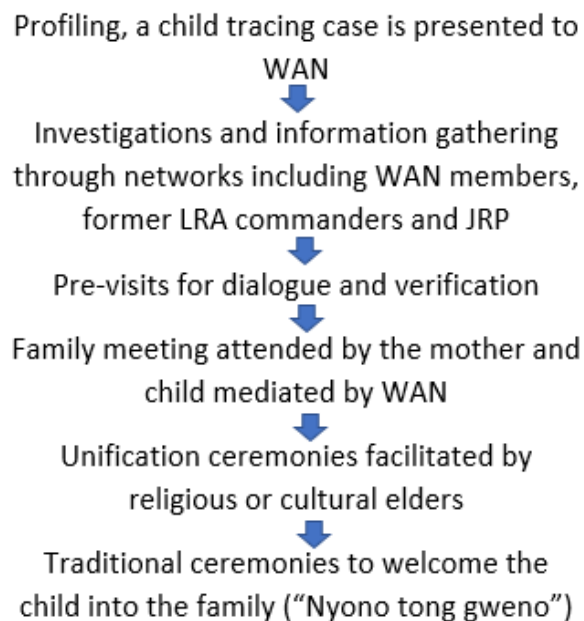 Profiling, a child tracing case is presented to
WAN
Investigations and information gathering
through networks including WAN members,
former LRA commanders and JRP
Pre-visits for dialogue and verification
Family meeting attended by the mother and
child mediated by WAN
Unification ceremonies facilitated by
religious or cultural elders
Traditional ceremonies to welcome the
child into the family (“Nyono tong gweno”)